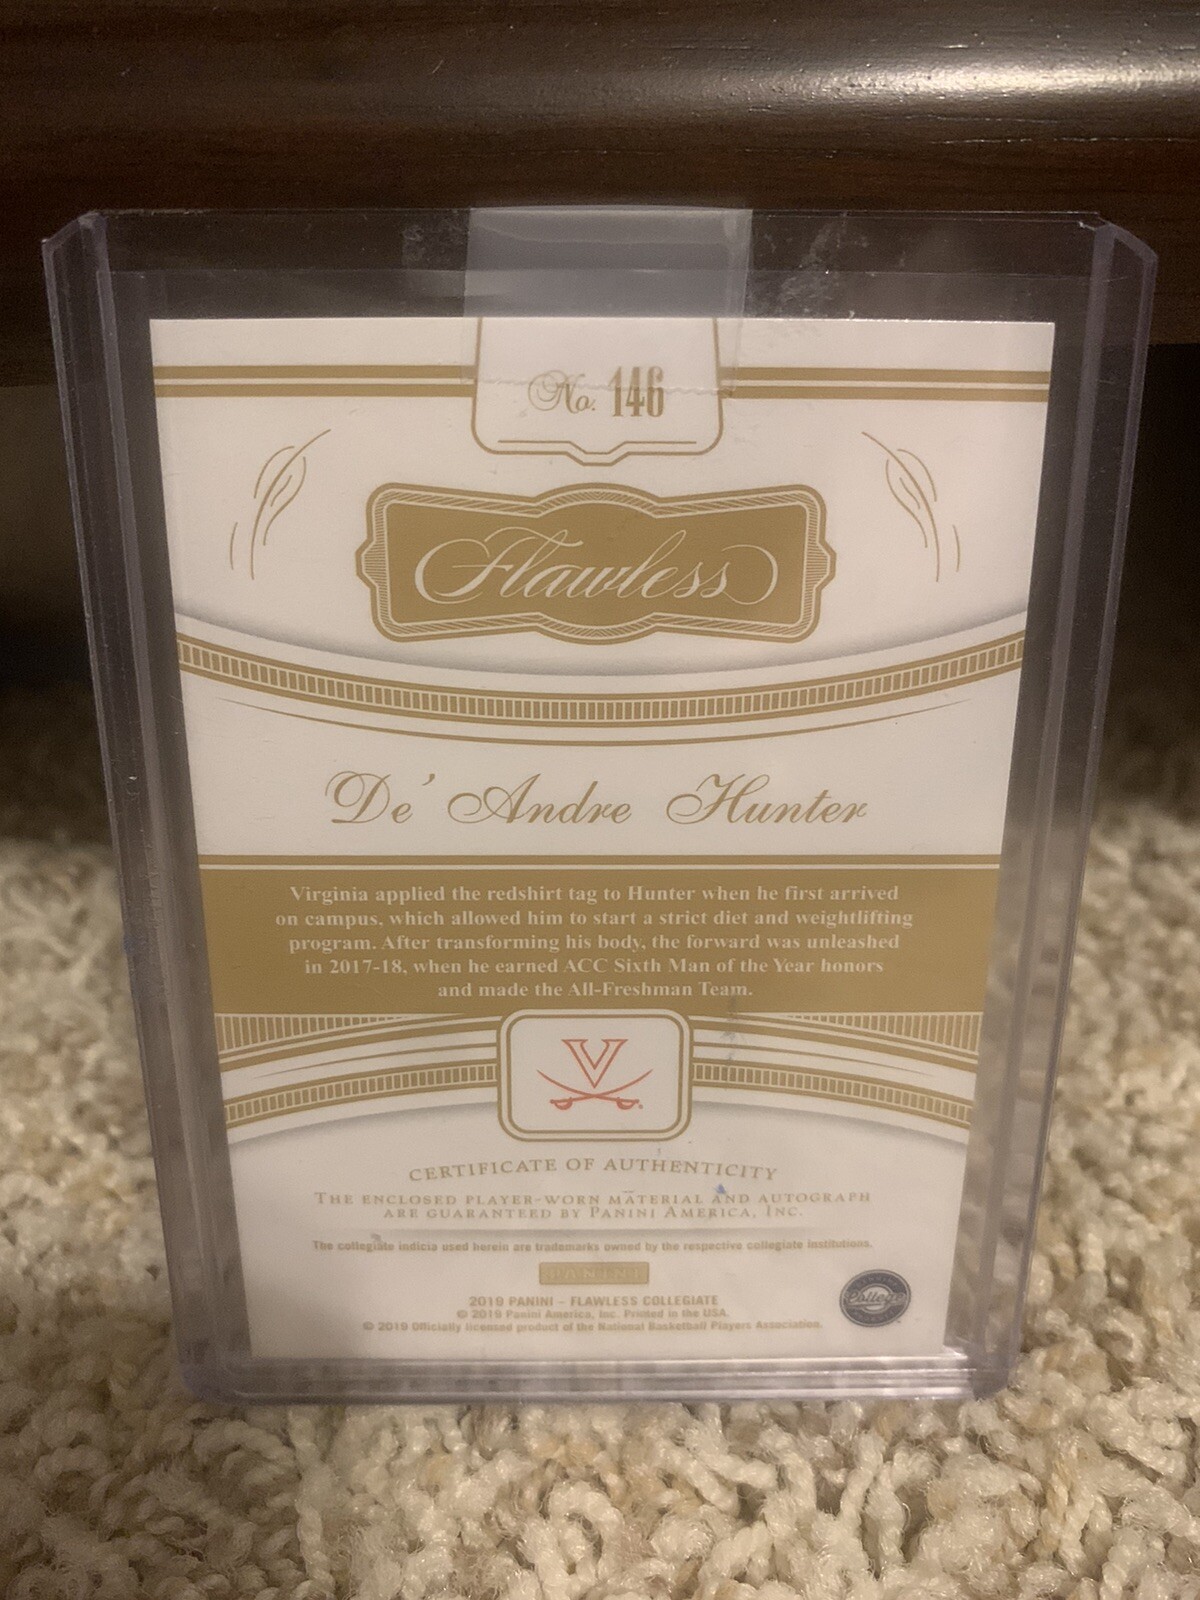 No. 146
Flawless
De' Andre Hunter
Virginia applied the redshirt tag to Hunter when he first arrived
on campus, which allowed him to start a strict diet and weightlifting
program. After transforming his body, the forward was unleashed
in 2017-18, when he earned ACC Sixth Man of the Year honors
and made the All-Freshman Team.
V
CERTIFICATE OF AUTHENTICITY
THE ENCLOSED PLAYER-WORN MATERIAL AND AUTOGRAPH
ARE GUARANTEED BY PANINI AMERICA, INC.
The collegiate indicia used herein are trademarks owned by the respective collegiate institutions.
PANINI
2019 PANINI – FLAWLESS COLLEGIATE
© 2019 Panini America, Inc. Printed in the USA.
© 2019 Officially licensed product of the National Basketball Players Association.
College